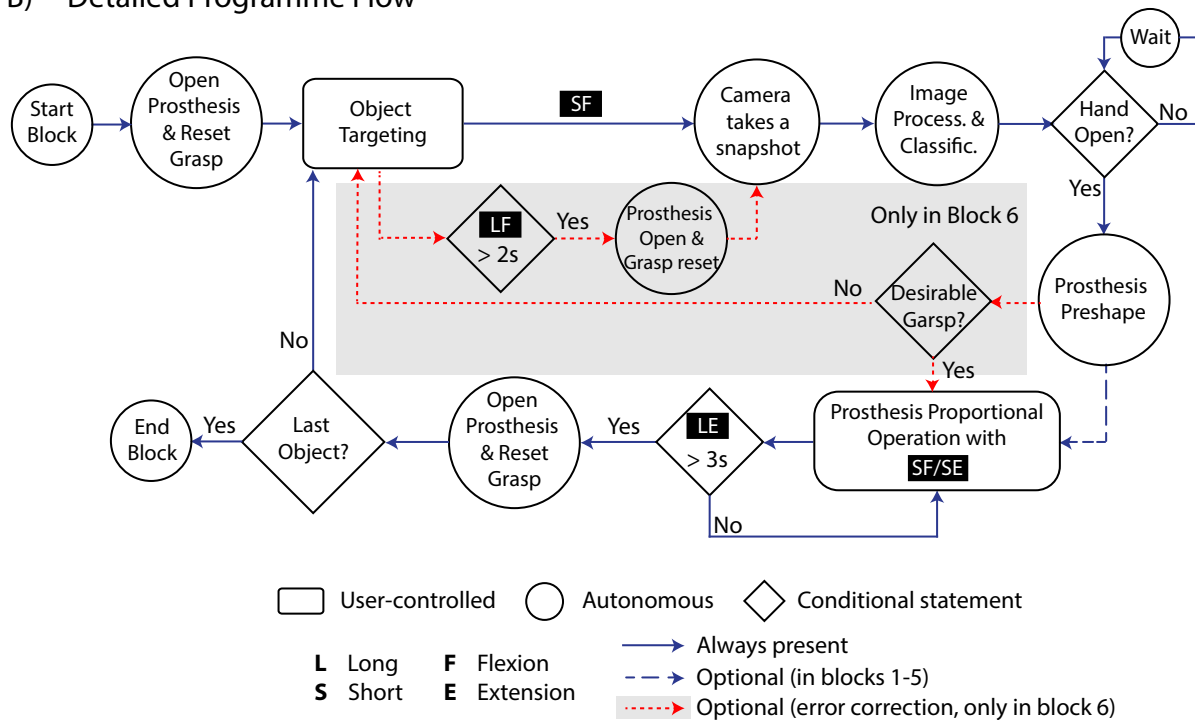 B) Detailed Programme Flow
Start
Block
Open
Prosthesis
& Reset
Grasp
Object
Targeting
SF
Camera
takes a
snapshot
Image
Process. &
Classific.
Wait
Hand
Open?
No
Yes
LF
> 2s
Yes
Prosthesis
Open &
Grasp reset
Only in Block 6
No
Desirable
Garsp?
Yes
Prosthesis
Preshape
No
End
Block
Yes
Last
Object?
Open
Prosthesis
& Reset
Grasp
Yes
LE
> 3s
No
Prosthesis Proportional
Operation with
SF/SE
User-controlled
Autonomous
Conditional statement
L Long F Flexion
S Short E Extension
Always present
Optional (in blocks 1-5)
Optional (error correction, only in block 6)